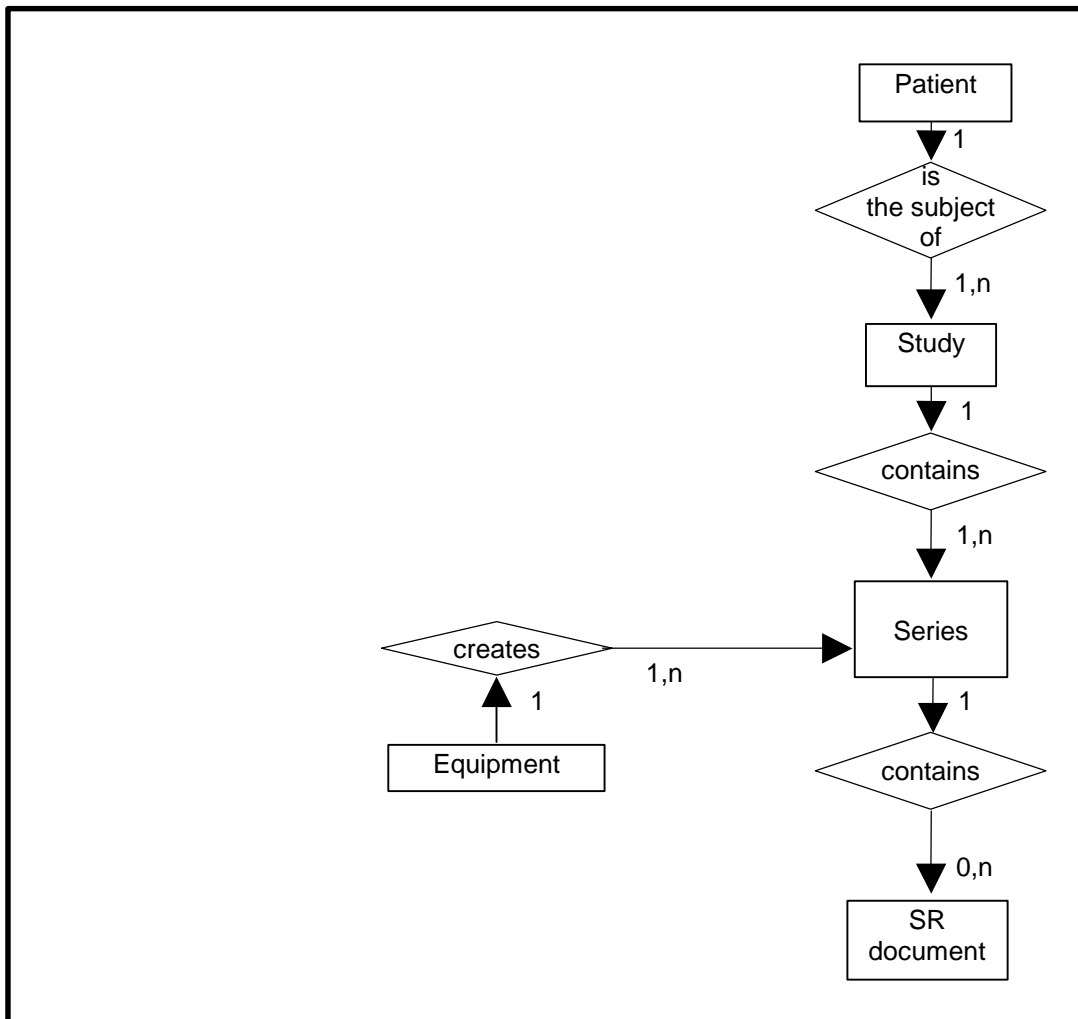 Patient
1
is
the subject
of
1,n
Study
1
contains
1,n
Series
creates
1,n
1
1
Equipment
contains
0,n
SR
document